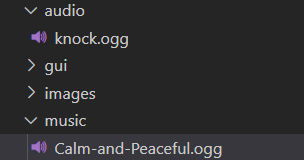 audio
knock.ogg
gui
images
music
Calm-and-Peaceful.ogg